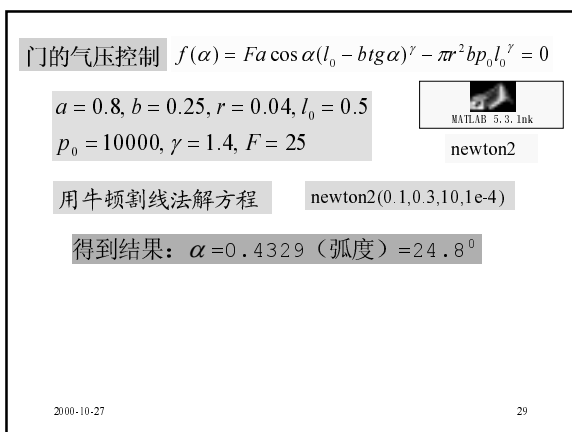 门的气压控制 f(α) = Fa cos α(l₀ − btgα)^γ − πr²bp₀l₀^γ = 0
a = 0.8, b = 0.25, r = 0.04, l₀ = 0.5
p₀ = 10000, γ = 1.4, F = 25
MATLAB 5.3.lnk
newton2
用牛顿割线法解方程 newton2(0.1,0.3,10,1e-4)
得到结果：α=0.4329（弧度）=24.8⁰
2000-10-27 29